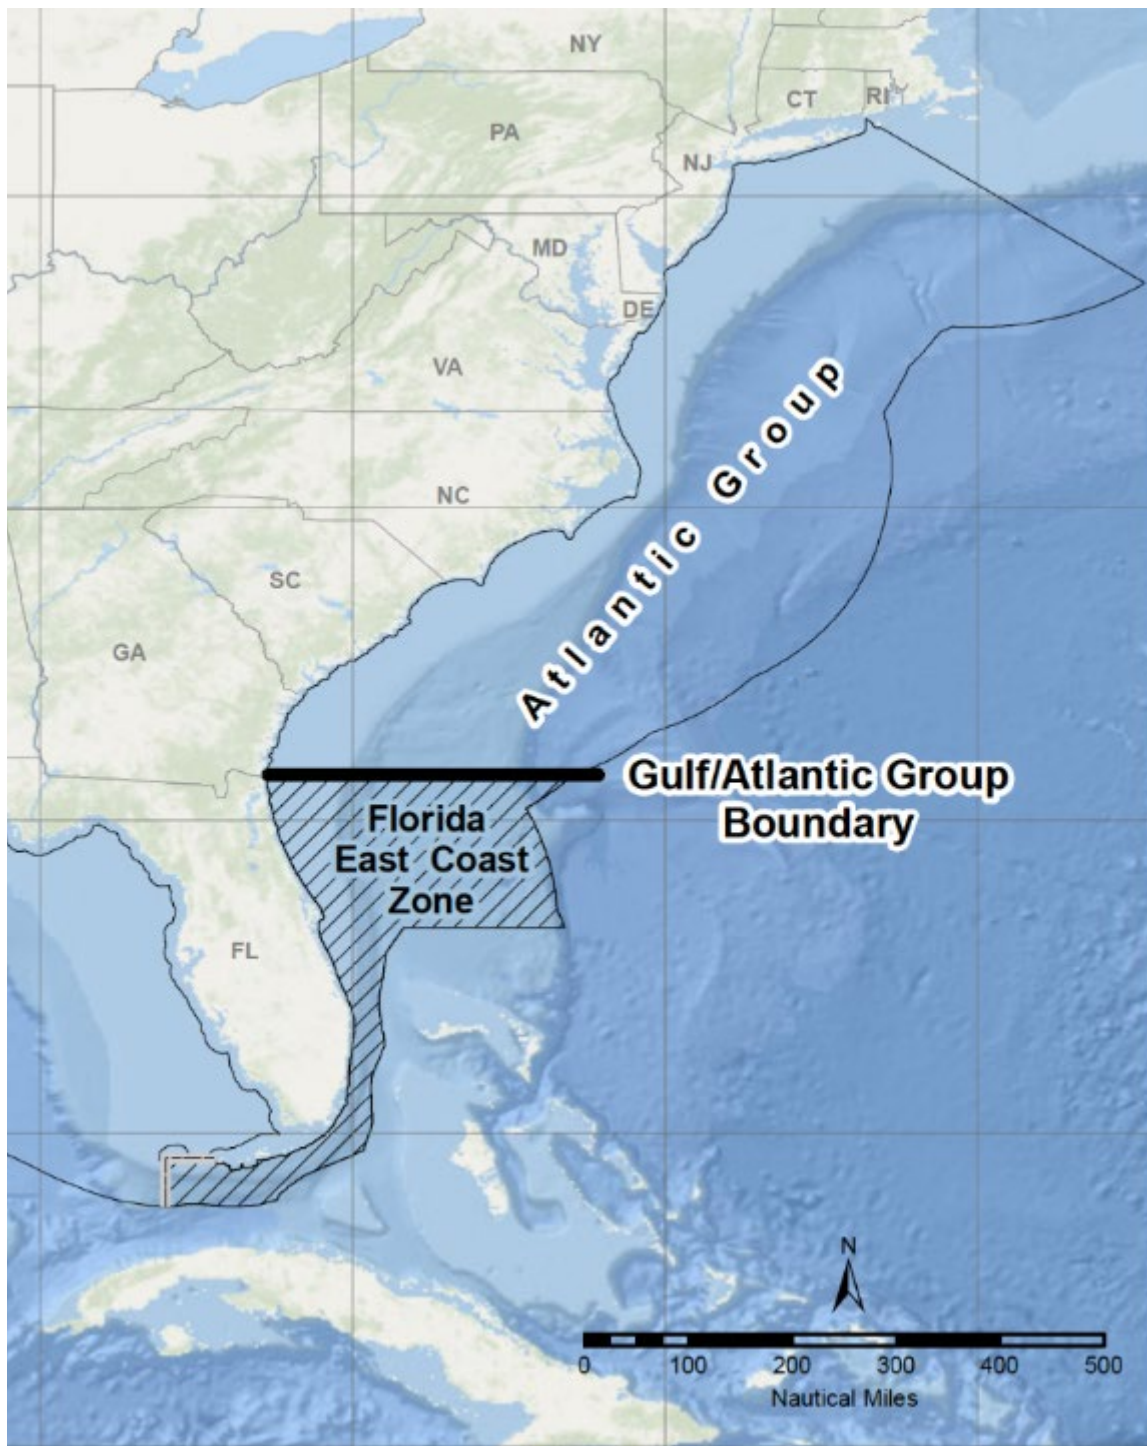 NY
CT
RI
PA
NJ
MD
DE
VA
NC
SC
GA
FL
Atlantic Group
Gulf/Atlantic Group
Boundary
Florida
East Coast
Zone
N
0 100 200 300 400 500
Nautical Miles